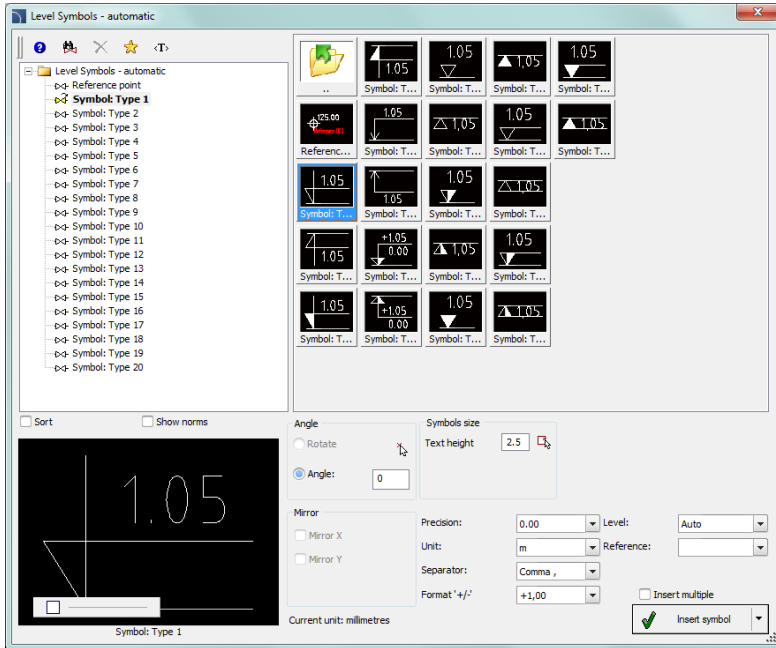 Level Symbols - automatic
<T>
Level Symbols - automatic
Reference point
Symbol: Type 1
Symbol: Type 2
Symbol: Type 3
Symbol: Type 4
Symbol: Type 5
Symbol: Type 6
Symbol: Type 7
Symbol: Type 8
Symbol: Type 9
Symbol: Type 10
Symbol: Type 11
Symbol: Type 12
Symbol: Type 13
Symbol: Type 14
Symbol: Type 15
Symbol: Type 16
Symbol: Type 17
Symbol: Type 18
Symbol: Type 19
Symbol: Type 20
1.05 1.05 1,05 1.05
.. Symbol: T... Symbol: T... Symbol: T... Symbol: T...
125.00 1.05 1,05 1.05 1,05
Referenc... Symbol: T... Symbol: T... Symbol: T... Symbol: T...
1.05 1.05 1.05 1,05
Symbol: T... Symbol: T... Symbol: T... Symbol: T...
1.05 +1.05 0.00 1,05 1.05
Symbol: T... Symbol: T... Symbol: T... Symbol: T...
1.05 +1.05 0.00 1.05 1,05
Symbol: T... Symbol: T... Symbol: T... Symbol: T...
Sort Show norms
1.05
Symbol: Type 1
Angle
Rotate
Angle: 0
Symbols size
Text height 2.5
Mirror
Mirror X
Mirror Y
Precision: 0.00 Level: Auto
Unit: m Reference:
Separator: Comma ,
Format '+/-' +1,00 Insert multiple
Current unit: millimetres
Insert symbol